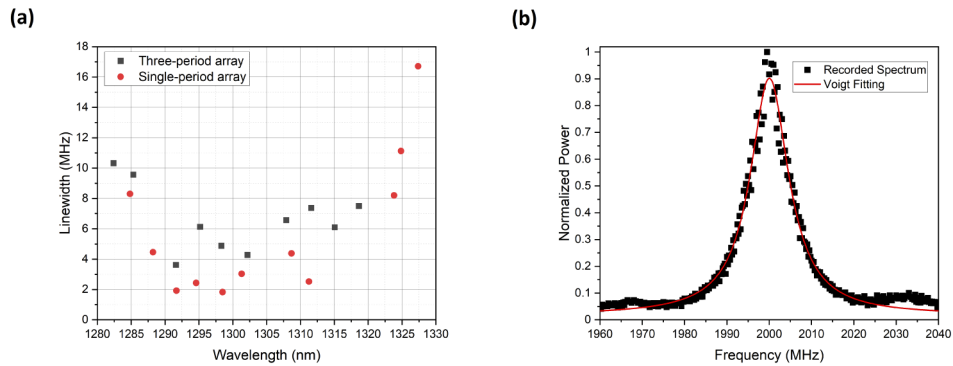 (a)
18
16
14
12
10
8
6
4
2
0
Linewidth (MHz)
Three-period array
Single-period array
1280 1285 1290 1295 1300 1305 1310 1315 1320 1325 1330
Wavelength (nm)
(b)
1
0.9
0.8
0.7
0.6
0.5
0.4
0.3
0.2
0.1
0
Normalized Power
Recorded Spectrum
Voigt Fitting
1960 1970 1980 1990 2000 2010 2020 2030 2040
Frequency (MHz)